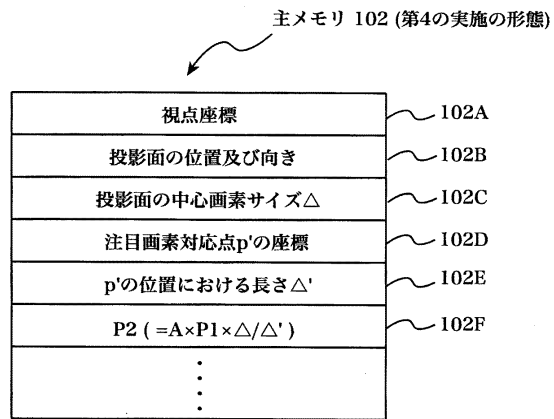 主メモリ 102 (第4の実施の形態)
視点座標 102A
投影面の位置及び向き 102B
投影面の中心画素サイズ△ 102C
注目画素対応点p'の座標 102D
p'の位置における長さ△' 102E
P2 ( =A×P1×△/△' ) 102F